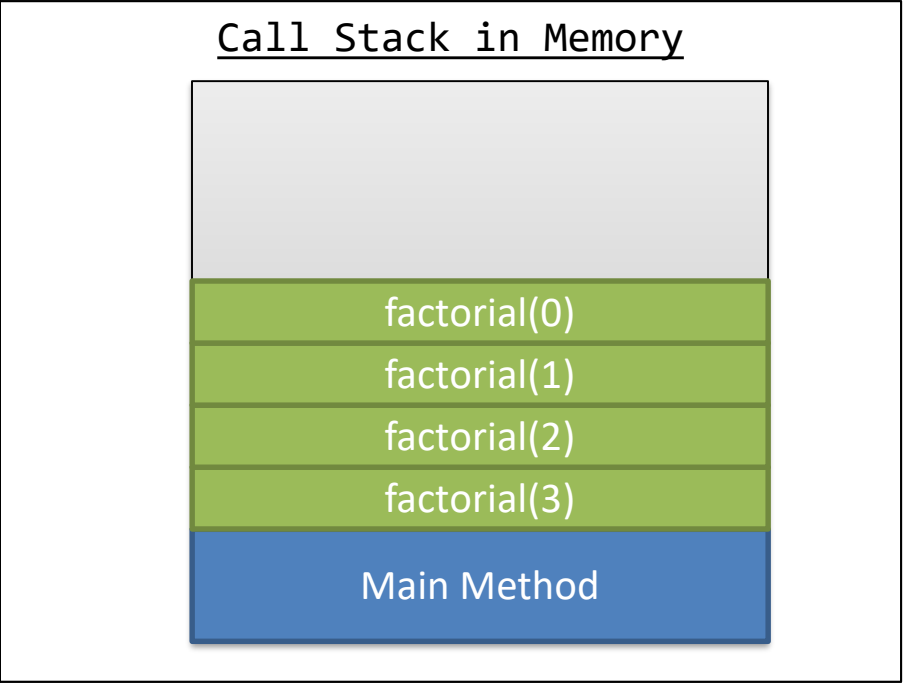 Call Stack in Memory
factorial(0)
factorial(1)
factorial(2)
factorial(3)
Main Method